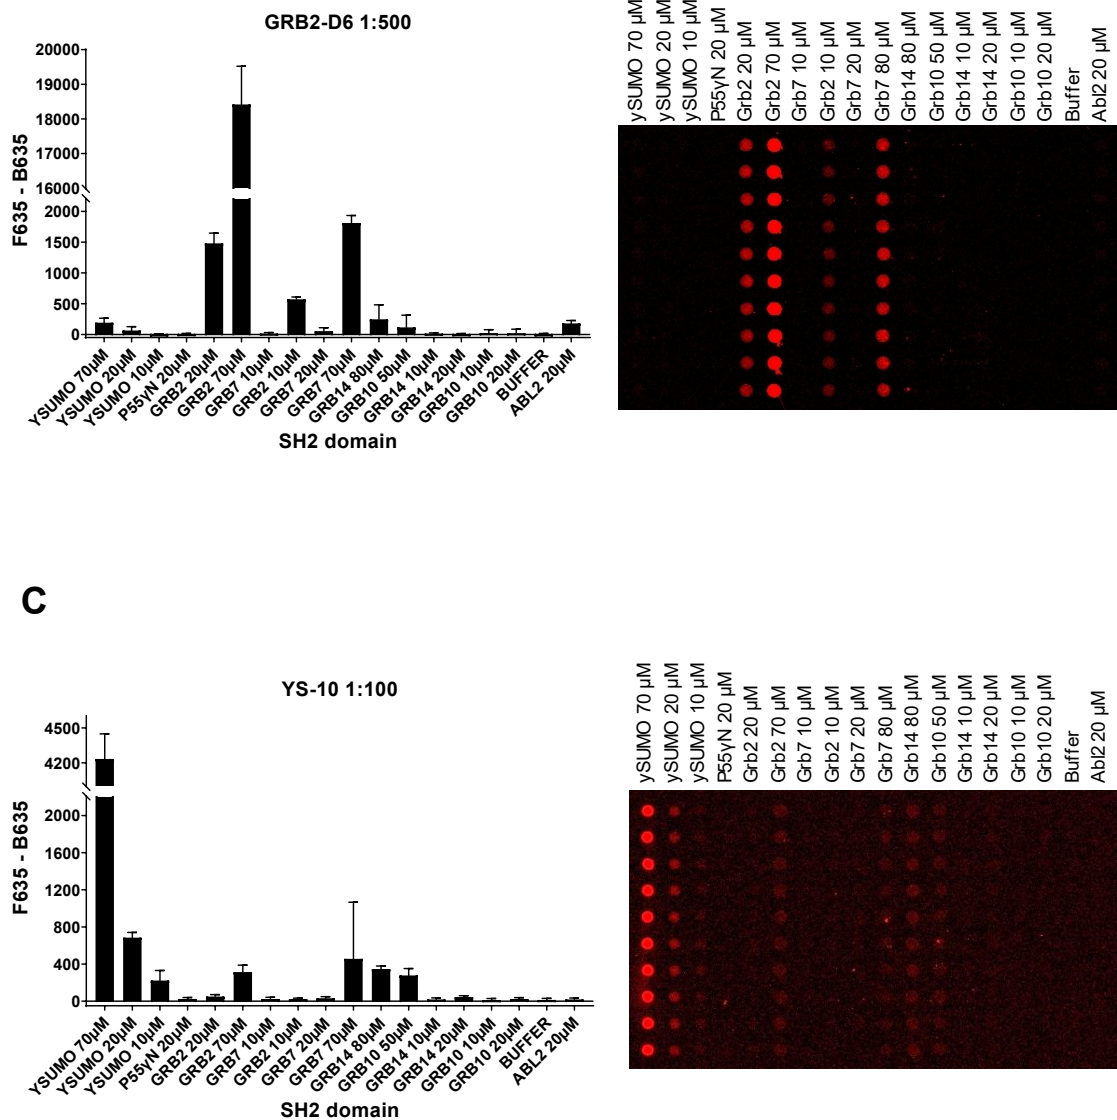 GRB2-D6 1:500
F635 - B635
20000
19000
18000
17000
16000
2000
1500
1000
500
0
YSUMO 70µM
YSUMO 20µM
YSUMO 10µM
P55γN 20µM
GRB2 20µM
GRB2 70µM
GRB7 10µM
GRB2 10µM
GRB7 20µM
GRB7 70µM
GRB14 80µM
GRB10 50µM
GRB14 10µM
GRB14 20µM
GRB10 10µM
GRB10 20µM
BUFFER
ABL2 20µM
SH2 domain
ySUMO 70 µM
ySUMO 20 µM
ySUMO 10 µM
P55γN 20 µM
Grb2 20 µM
Grb2 70 µM
Grb7 10 µM
Grb2 10 µM
Grb7 20 µM
Grb7 80 µM
Grb14 80 µM
Grb10 50 µM
Grb14 10 µM
Grb14 20 µM
Grb10 10 µM
Grb10 20 µM
Buffer
Abl2 20 µM
C
YS-10 1:100
F635 - B635
4500
4200
2000
1600
1200
800
400
0
YSUMO 70µM
YSUMO 20µM
YSUMO 10µM
P55γN 20µM
GRB2 20µM
GRB2 70µM
GRB7 10µM
GRB2 10µM
GRB7 20µM
GRB7 70µM
GRB14 80µM
GRB10 50µM
GRB14 10µM
GRB14 20µM
GRB10 10µM
GRB10 20µM
BUFFER
ABL2 20µM
SH2 domain
ySUMO 70 µM
ySUMO 20 µM
ySUMO 10 µM
P55γN 20 µM
Grb2 20 µM
Grb2 70 µM
Grb7 10 µM
Grb2 10 µM
Grb7 20 µM
Grb7 80 µM
Grb14 80 µM
Grb10 50 µM
Grb14 10 µM
Grb14 20 µM
Grb10 10 µM
Grb10 20 µM
Buffer
Abl2 20 µM